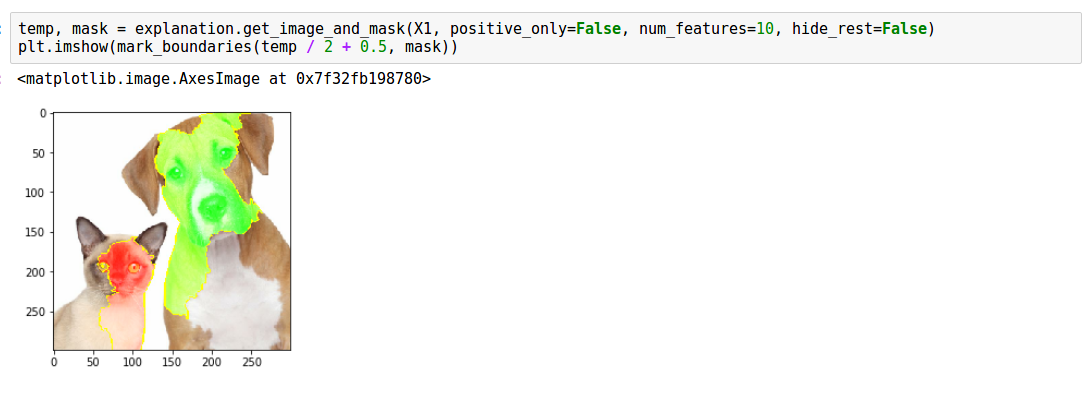 temp, mask = explanation.get_image_and_mask(X1, positive_only=False, num_features=10, hide_rest=False)
plt.imshow(mark_boundaries(temp / 2 + 0.5, mask))
<matplotlib.image.AxesImage at 0x7f32fb198780>
0
50
100
150
200
250
0 50 100 150 200 250